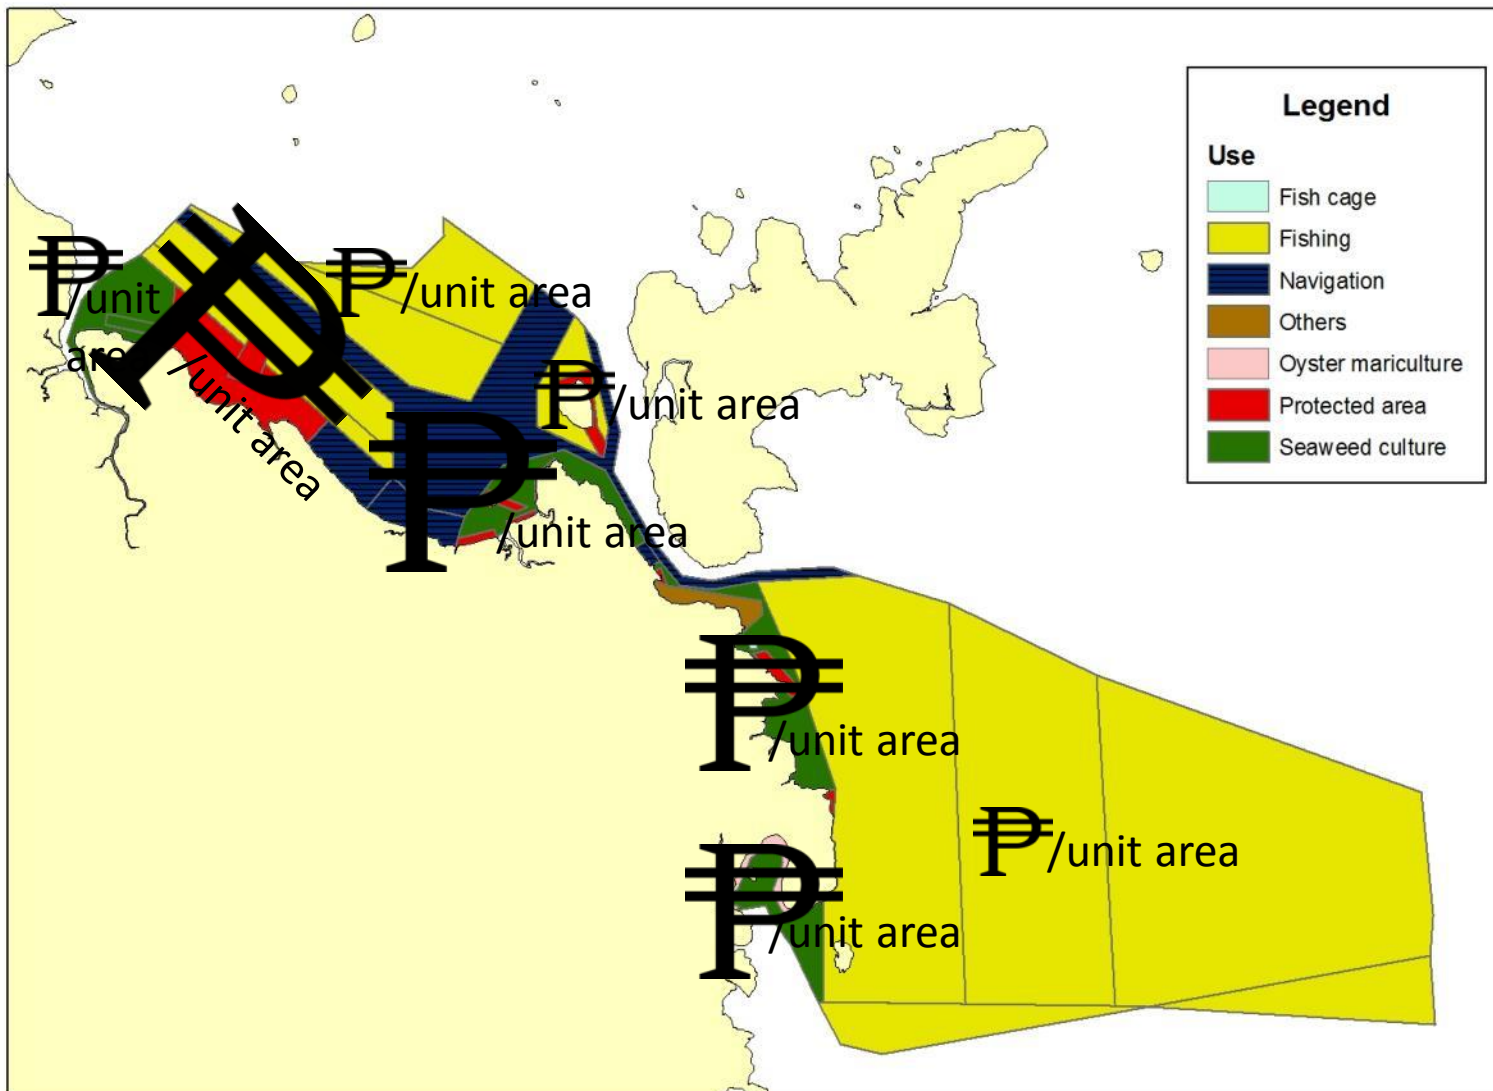 Legend
Use
Fish cage
Fishing
Navigation
Others
Oyster mariculture
Protected area
Seaweed culture
₱/unit
area
₱/unit area
₱/unit area
₱/unit area
₱/unit area
₱/unit area
₱/unit area
₱/unit area